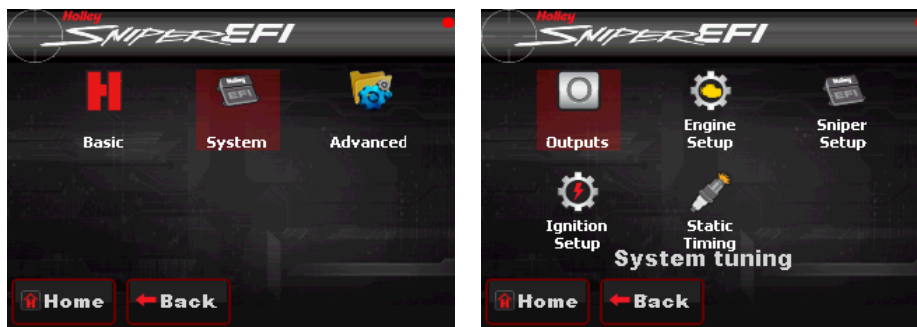 Holley
SNIPER EFI
Basic
System
Advanced
Home
Back
Holley
SNIPER EFI
Outputs
Engine
Setup
Sniper
Setup
Ignition
Setup
Static
Timing
System tuning
Home
Back